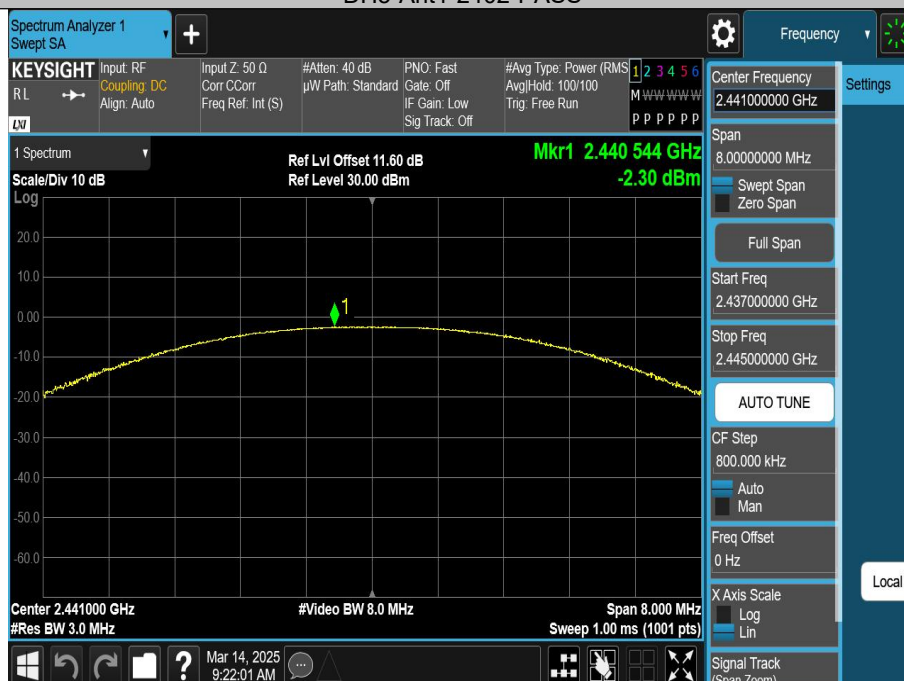 Spectrum Analyzer 1
Swept SA
Frequency
KEYSIGHT
RL
LXI
Input: RF
Coupling: DC
Align: Auto
Input Z: 50 Ω
Corr CCorr
Freq Ref: Int (S)
#Atten: 40 dB
µW Path: Standard
PNO: Fast
Gate: Off
IF Gain: Low
Sig Track: Off
#Avg Type: Power (RMS
Avg|Hold: 100/100
Trig: Free Run
1 2 3 4 5 6
M W W W W W
P P P P P P
Center Frequency
2.441000000 GHz
Settings
1 Spectrum
Scale/Div 10 dB
Log
Ref Lvl Offset 11.60 dB
Ref Level 30.00 dBm
Mkr1 2.440 544 GHz
-2.30 dBm
Span
8.00000000 MHz
Swept Span
Zero Span
Full Span
Start Freq
2.437000000 GHz
Stop Freq
2.445000000 GHz
AUTO TUNE
CF Step
800.000 kHz
Auto
Man
Freq Offset
0 Hz
X Axis Scale
Log
Lin
Signal Track
(Span Zoom)
Local
20.0
10.0
0.00
-10.0
-20.0
-30.0
-40.0
-50.0
-60.0
1
Center 2.441000 GHz
#Res BW 3.0 MHz
#Video BW 8.0 MHz
Span 8.000 MHz
Sweep 1.00 ms (1001 pts)
?
Mar 14, 2025
9:22:01 AM